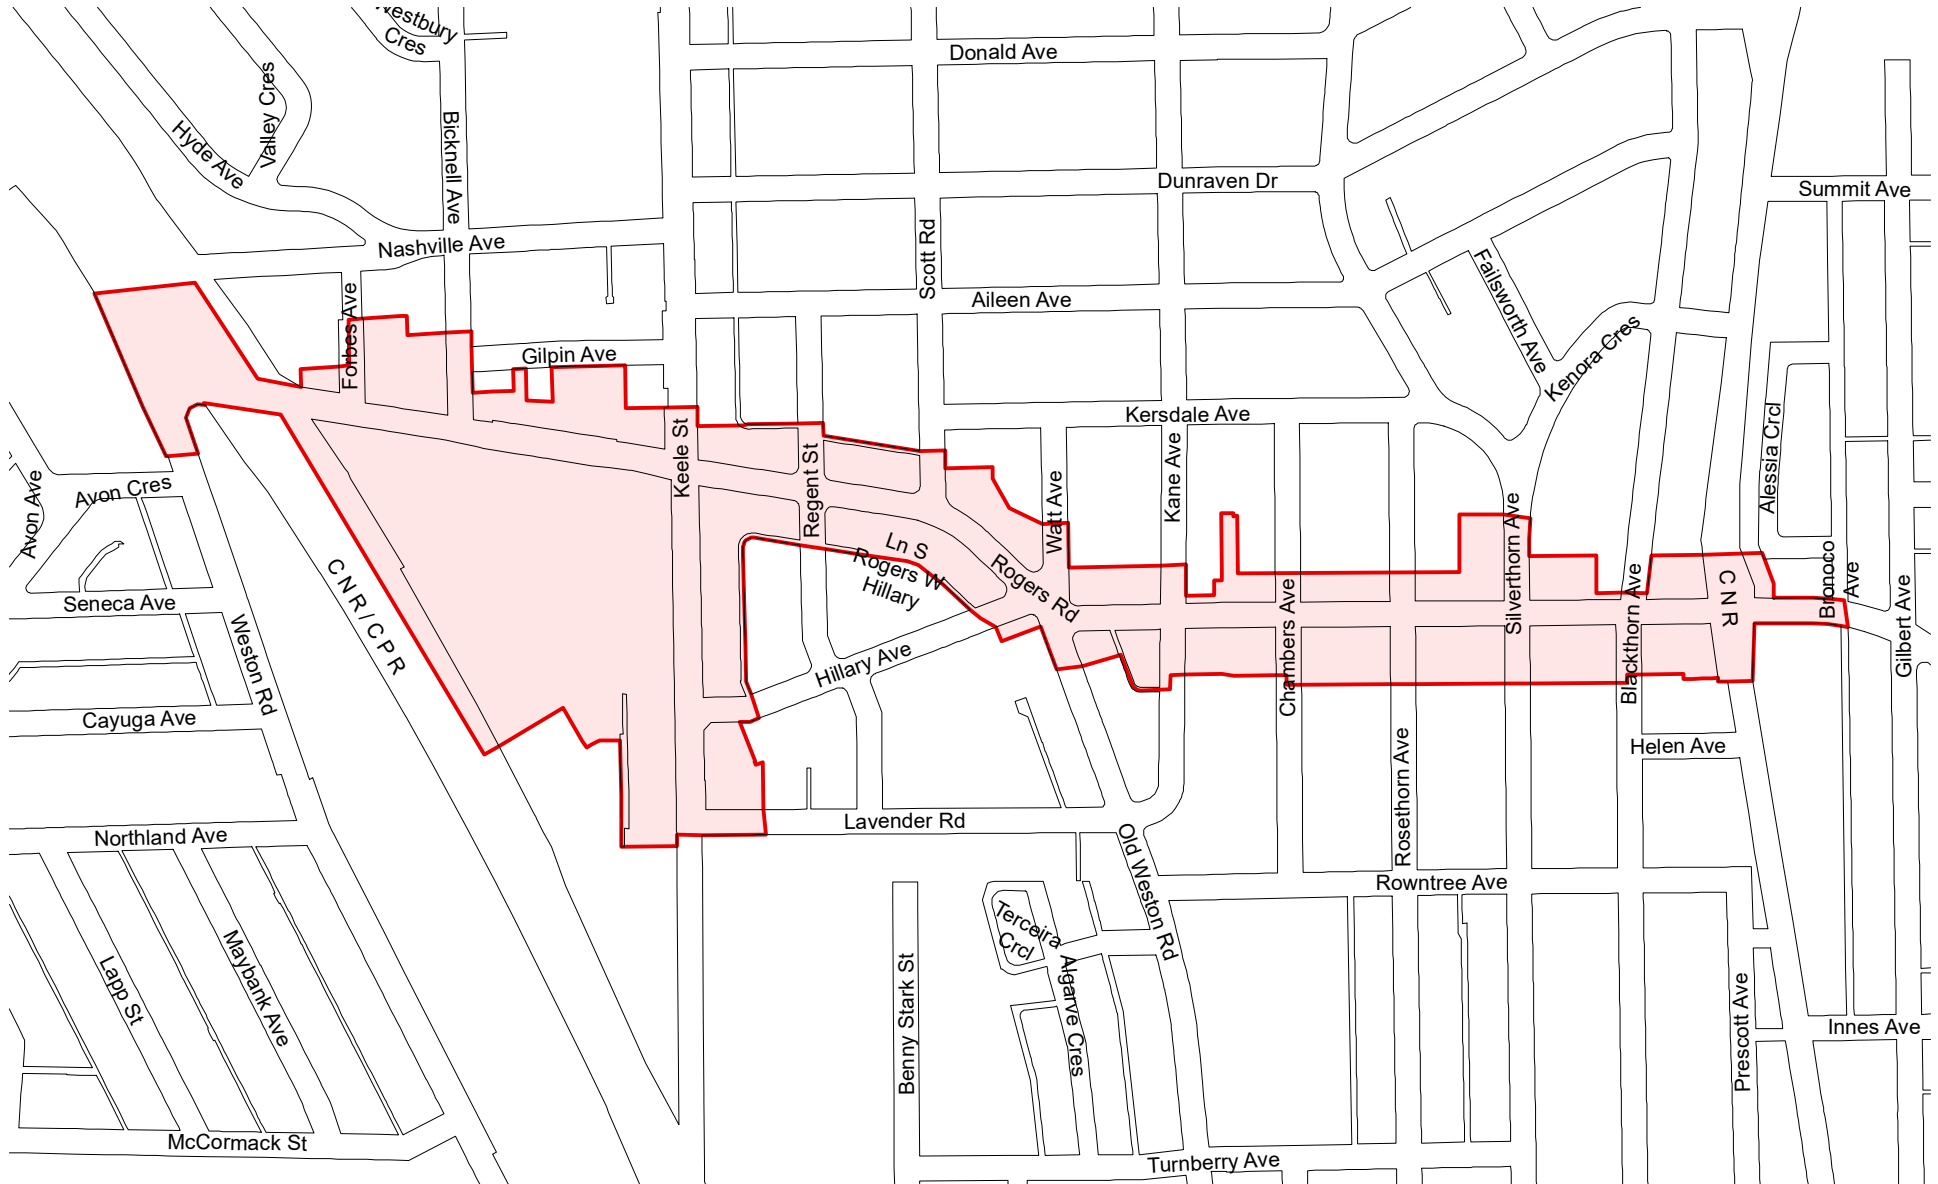 Westbury
Cres
Donald Ave
Valley Cres
Hyde Ave
Bicknell Ave
Dunraven Dr
Summit Ave
Nashville Ave
Scott Rd
Failsworth Ave
Aileen Ave
Forbes Ave
Gilpin Ave
Kenora Cres
Kersdale Ave
Alessia Crcl
Keele St
Regent St
Kane Ave
Watt Ave
Avon Ave
Avon Cres
Silverthorn Ave
Ln S
Rogers W
Hillary
Rogers Rd
CNR/CPR
Seneca Ave
Weston Rd
Hillary Ave
Chambers Ave
Blackthorn Ave
CNR
Bronoco
Ave
Gilbert Ave
Cayuga Ave
Helen Ave
Rosethorn Ave
Northland Ave
Lavender Rd
Old Weston Rd
Rowntree Ave
Terceira
Crcl
Lapp St
Maybank Ave
Benny Stark St
Algarve Cres
Prescott Ave
Innes Ave
McCormack St
Turnberry Ave